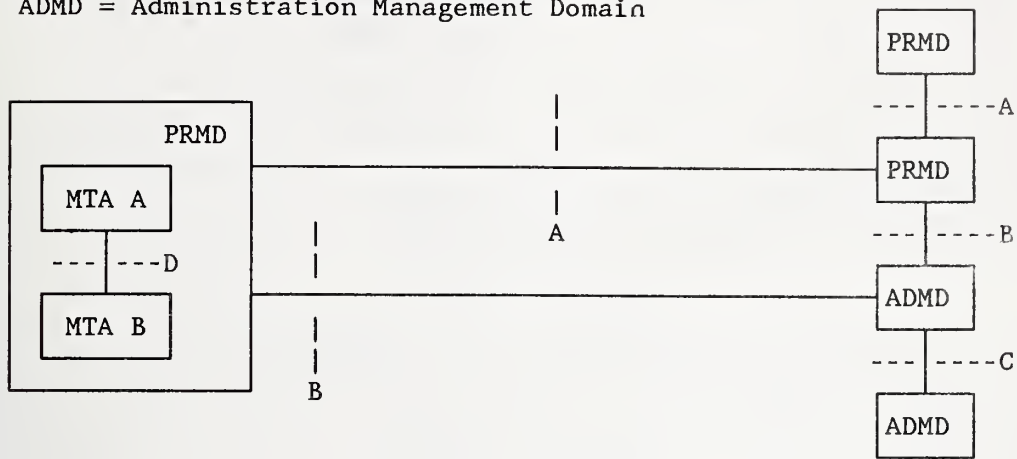 ADMD = Administration Management Domain
PRMD
A
PRMD
PRMD
MTA A
A
B
D
ADMD
MTA B
C
B
ADMD